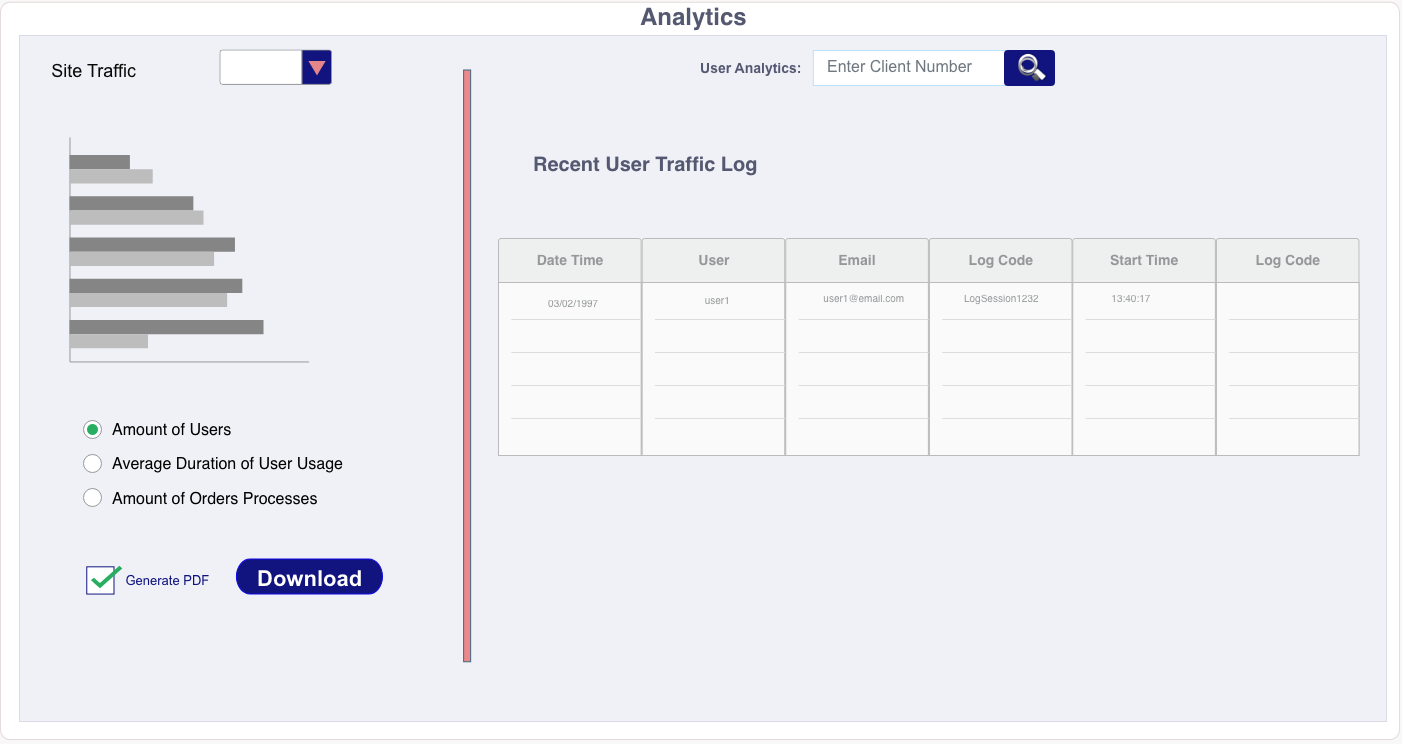 Analytics
Site Traffic
User Analytics: Enter Client Number
Recent User Traffic Log
Date Time User Email Log Code Start Time Log Code
03/02/1997 user1 user1@email.com LogSession1232 13:40:17
Amount of Users
Average Duration of User Usage
Amount of Orders Processes
Generate PDF Download